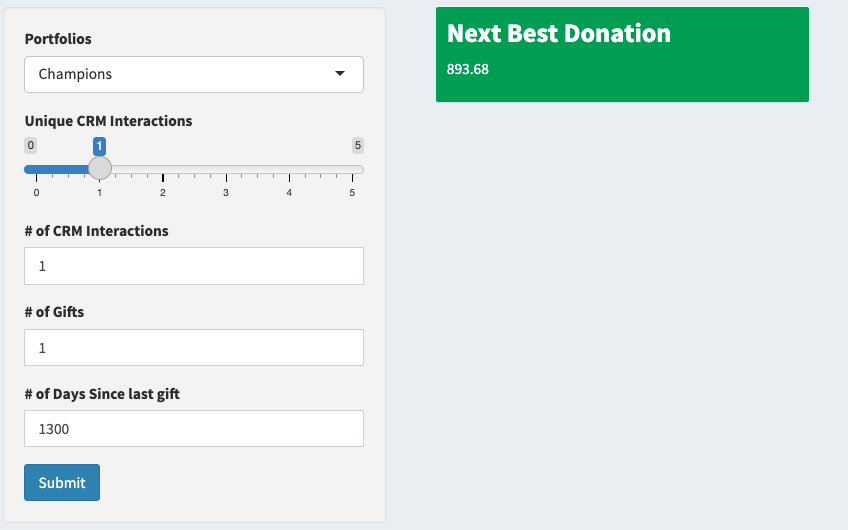 Portfolios
Champions
Unique CRM Interactions
0 1 5
0 1 2 3 4 5
# of CRM Interactions
1
# of Gifts
1
# of Days Since last gift
1300
Submit
Next Best Donation
893.68